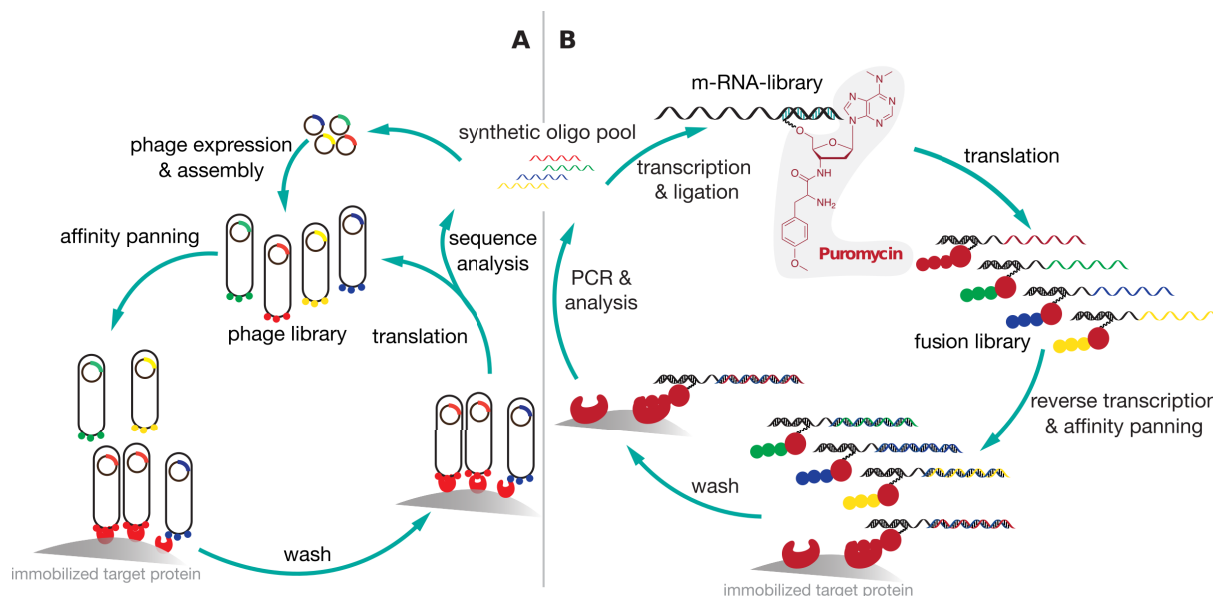 A
B
synthetic oligo pool
phage expression
& assembly
affinity panning
phage library
sequence
analysis
translation
wash
immobilized target protein
m-RNA-library
transcription
& ligation
N
N
N
N
N
O
O
NH
O
NH2
O
Puromycin
translation
fusion library
reverse transcription
& affinity panning
wash
PCR &
analysis
immobilized target protein